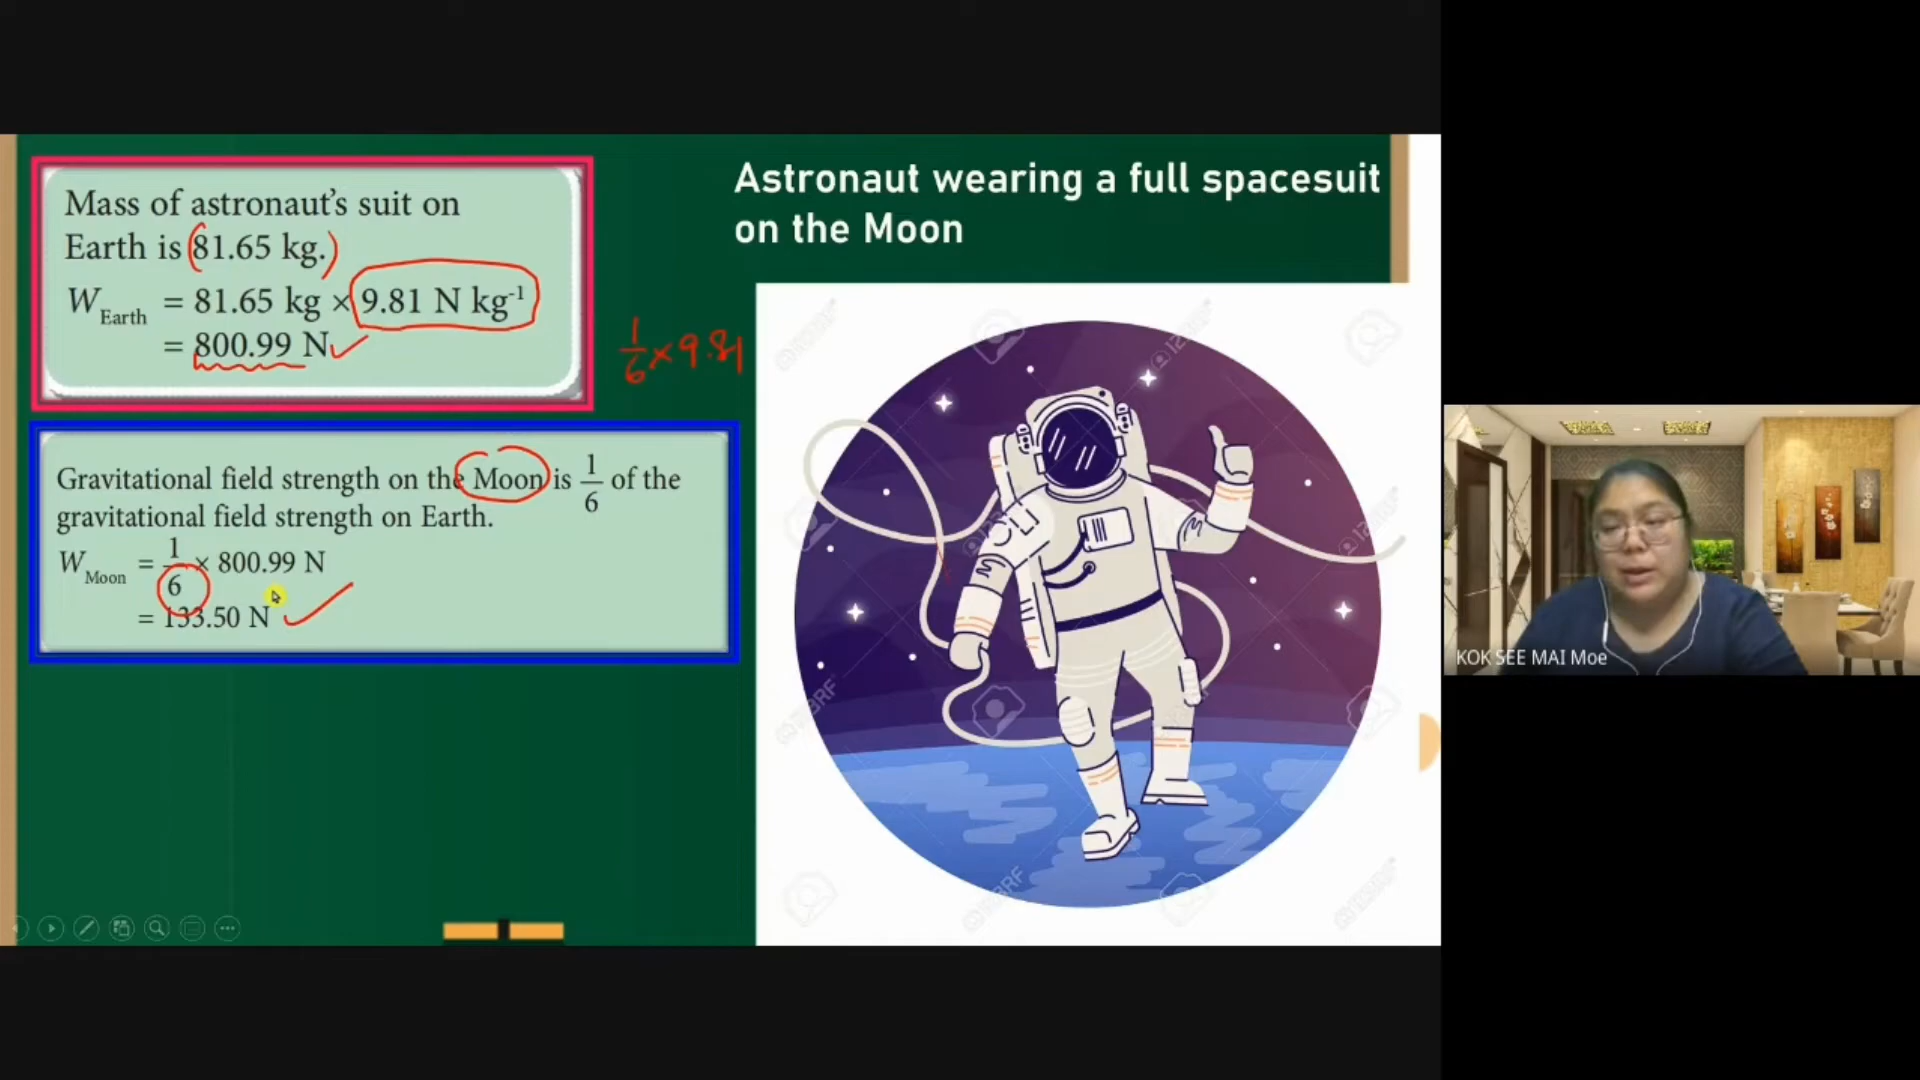 Astronaut wearing a full spacesuit
on the Moon
Mass of astronaut's suit on
Earth is (81.65 kg.)
W Earth = 81.65 kg × 9.81 N kg⁻¹
= 800.99 N
1/6 × 9.81
Gravitational field strength on the Moon is 1/6 of the
gravitational field strength on Earth.
W Moon = 1/6 × 800.99 N
= 133.50 N
KOK SEE MAI Moe